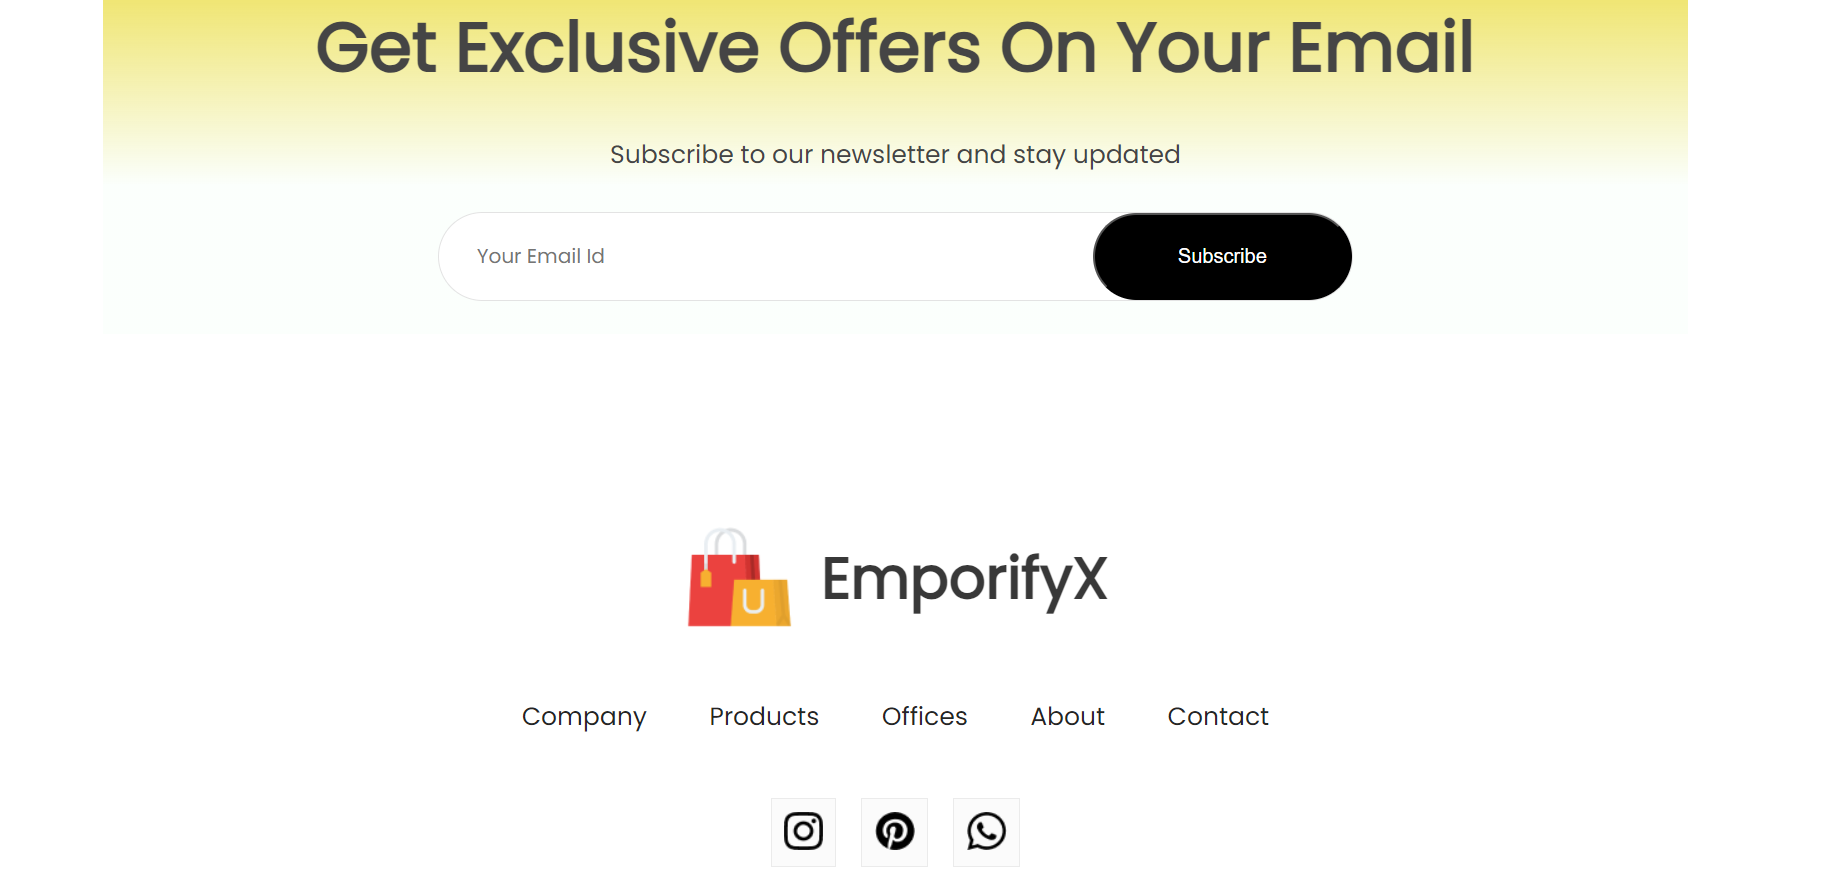 Get Exclusive Offers On Your Email
Subscribe to our newsletter and stay updated
Your Email Id
Subscribe
U
EmporifyX
Company Products Offices About Contact